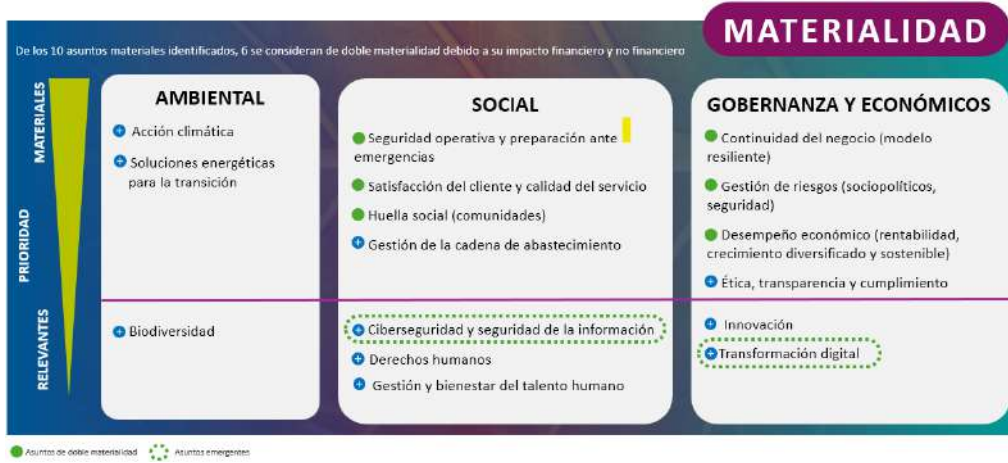 MATERIALIDAD
De los 10 asuntos materiales identificados, 6 se consideran de doble materialidad debido a su impacto financiero y no financiero
MATERIALES
PRIORIDAD
RELEVANTES
AMBIENTAL
Acción climática
Soluciones energéticas
para la transición
Biodiversidad
SOCIAL
Seguridad operativa y preparación ante
emergencias
Satisfacción del cliente y calidad del servicio
Huella social (comunidades)
Gestión de la cadena de abastecimiento
Ciberseguridad y seguridad de la información
Derechos humanos
Gestión y bienestar del talento humano
GOBERNANZA Y ECONÓMICOS
Continuidad del negocio (modelo
resiliente)
Gestión de riesgos (sociopolíticos,
seguridad)
Desempeño económico (rentabilidad,
crecimiento diversificado y sostenible)
Ética, transparencia y cumplimiento
Innovación
Transformación digital
Asuntos de doble materialidad
Asuntos emergentes